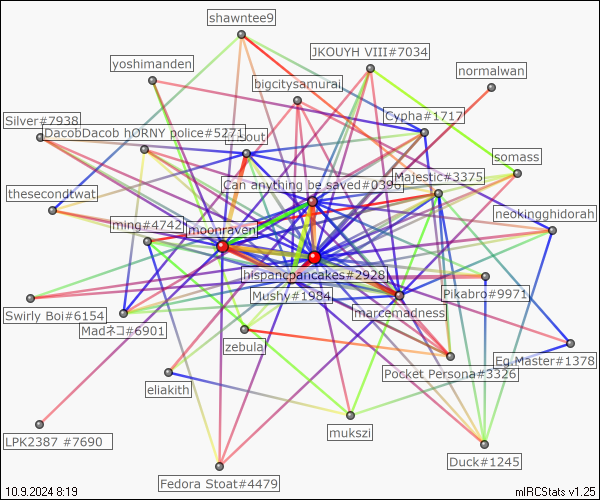 shawntee9
JKOUYH VIII#7034
yoshimanden
normalwan
bigcitysamurai
Silver#7938
Cypha#1717
DacobDacob hORNY police#5271
sout
somass
Majestic#3375
Can anything be saved#0396
thesecondtwat
neokingghidorah
ming#4742
moonraven
hispancpancakes#2928
Pikabro#9971
Mushy#1984
Swirly Boi#6154
marcemadness
Madネコ#6901
zebulai
Eg Master#1378
Pocket Persona#3326
eliakith
mukszi
LPK2387 #7690
Duck#1245
Fedora Stoat#4479
10.9.2024 8:19
mIRCStats v1.25